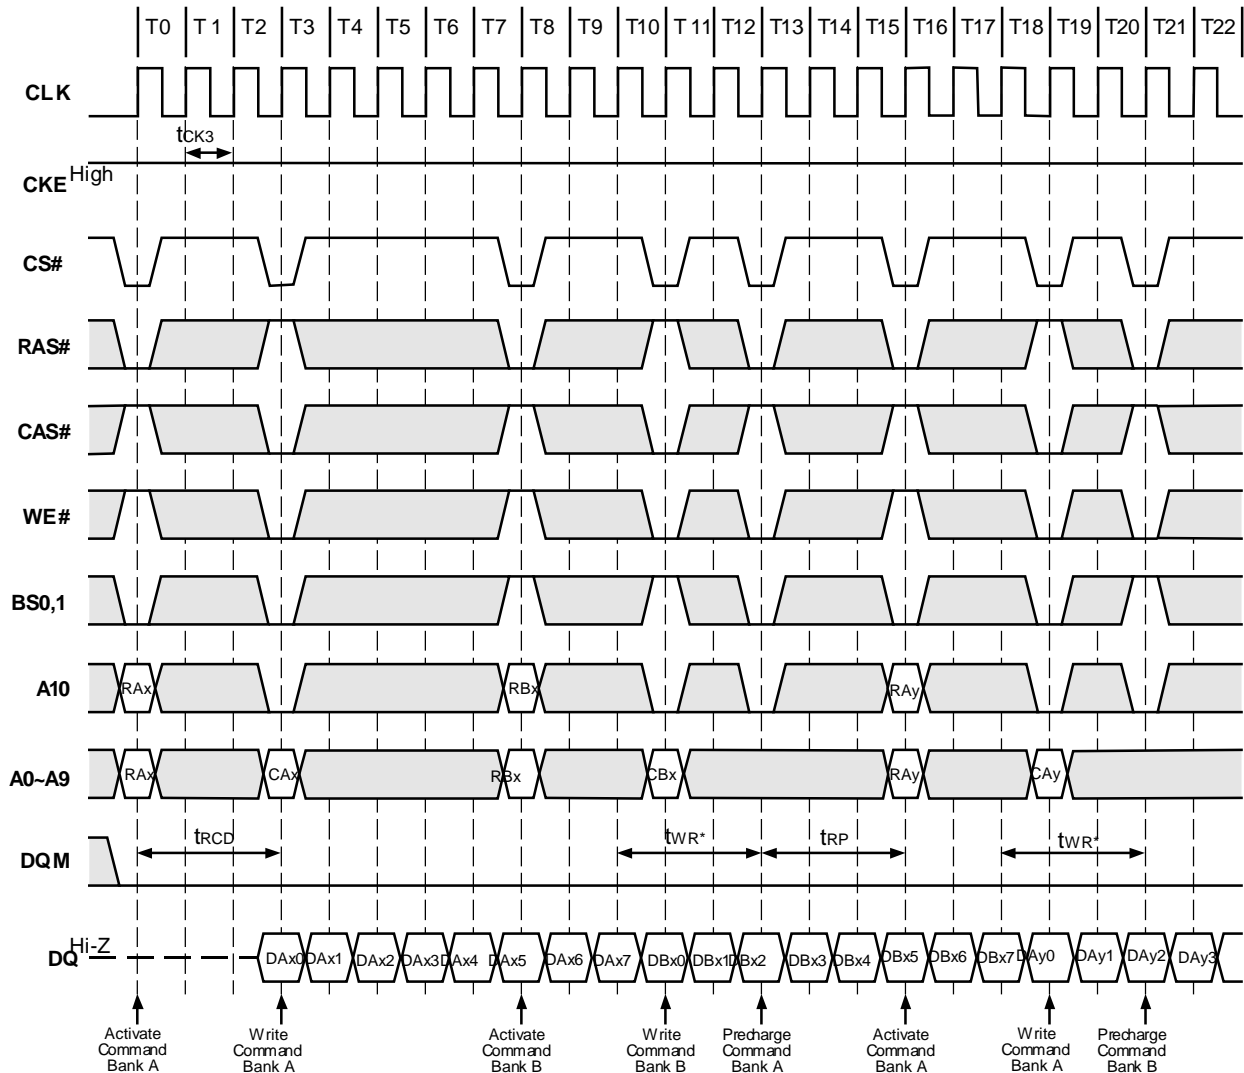 T0 T1 T2 T3 T4 T5 T6 T7 T8 T9 T10 T11 T12 T13 T14 T15 T16 T17 T18 T19 T20 T21 T22
CLK
tCK3
CKE High
CS#
RAS#
CAS#
WE#
BS0,1
A10 RAx RBx RAy
A0~A9 RAx CAx RBx CBx RAy CAy
DQM tRCD tWR* tRP tWR*
DQ Hi-Z DAx0 DAx1 DAx2 DAx3 DAx4 DAx5 DAx6 DAx7 DBx0 DBx1 DBx2 DBx3 DBx4 DBx5 DBx6 DBx7 DAy0 DAy1 DAy2 DAy3
Activate
Command
Bank A
Write
Command
Bank A
Activate
Command
Bank B
Write
Command
Bank B
Precharge
Command
Bank A
Activate
Command
Bank A
Write
Command
Bank A
Precharge
Command
Bank B